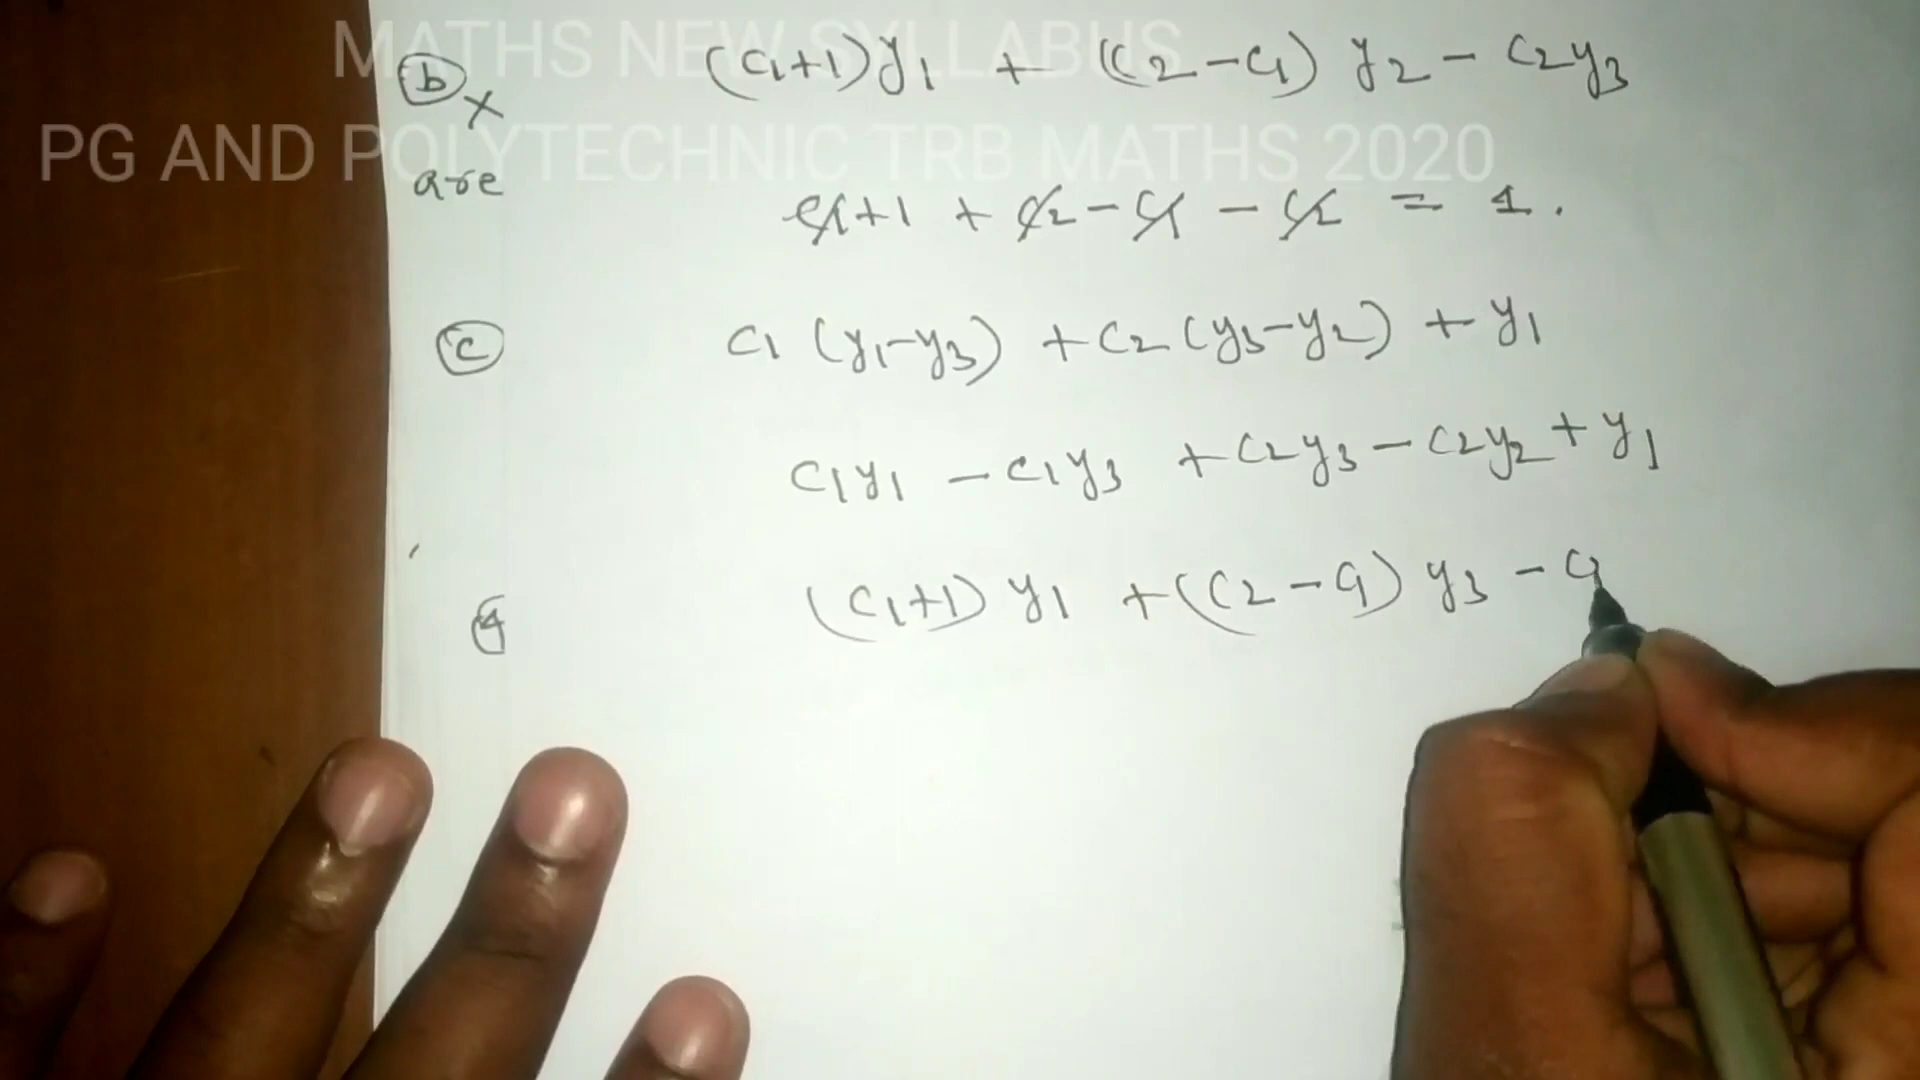 MATHS NEW SYLLABUS
PG AND POLYTECHNIC TRB MATHS 2020
b x (c1+1)y1 + (c2-c1) y2 - c2y3
are
c1+1 + c2 - c1 - c2 = 1.
c c1 (y1-y3) + c2 (y3-y2) + y1
c1y1 - c1y3 + c2y3 - c2y2 + y1
(c1+1) y1 + (c2-c1) y3 - c